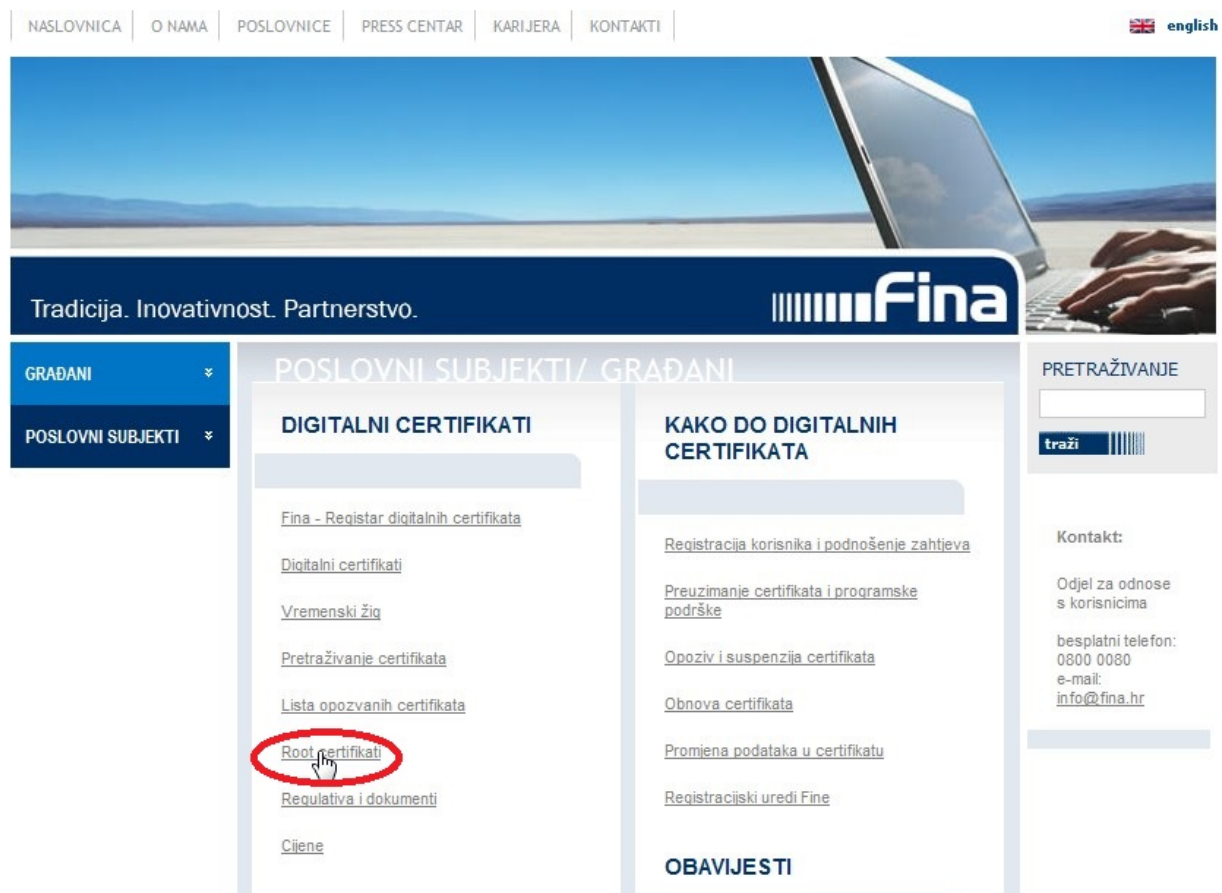 NASLOVNICA
O NAMA
POSLOVNICE
PRESS CENTAR
KARIJERA
KONTAKTI
english
Tradicija. Inovativnost. Partnerstvo.
Fina
GRAĐANI
POSLOVNI SUBJEKTI
POSLOVNI SUBJEKTI/ GRAĐANI
DIGITALNI CERTIFIKATI
Fina - Registar digitalnih certifikata
Digitalni certifikati
Vremenski žig
Pretraživanje certifikata
Lista opozvanih certifikata
Root certifikati
Regulativa i dokumenti
Cijene
KAKO DO DIGITALNIH
CERTIFIKATA
Registracija korisnika i podnošenje zahtjeva
Preuzimanje certifikata i programske
podrške
Opoziv i suspenzija certifikata
Obnova certifikata
Promjena podataka u certifikatu
Registracijski uredi Fine
OBAVIJESTI
PRETRAŽIVANJE
traži
Kontakt:
Odjel za odnose
s korisnicima
besplatni telefon:
0800 0080
e-mail:
info@fina.hr